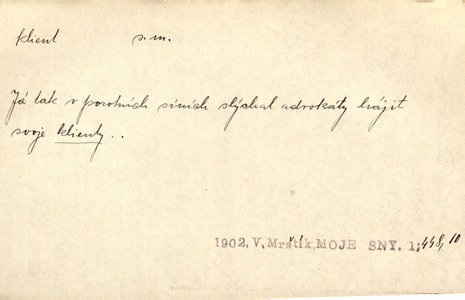 klient s.m.
Já tak v porotních síních slýchal advokáty hájit
svoje klienty..
1902, V. Mrštík, MOJE SNY. 1; 448, 10